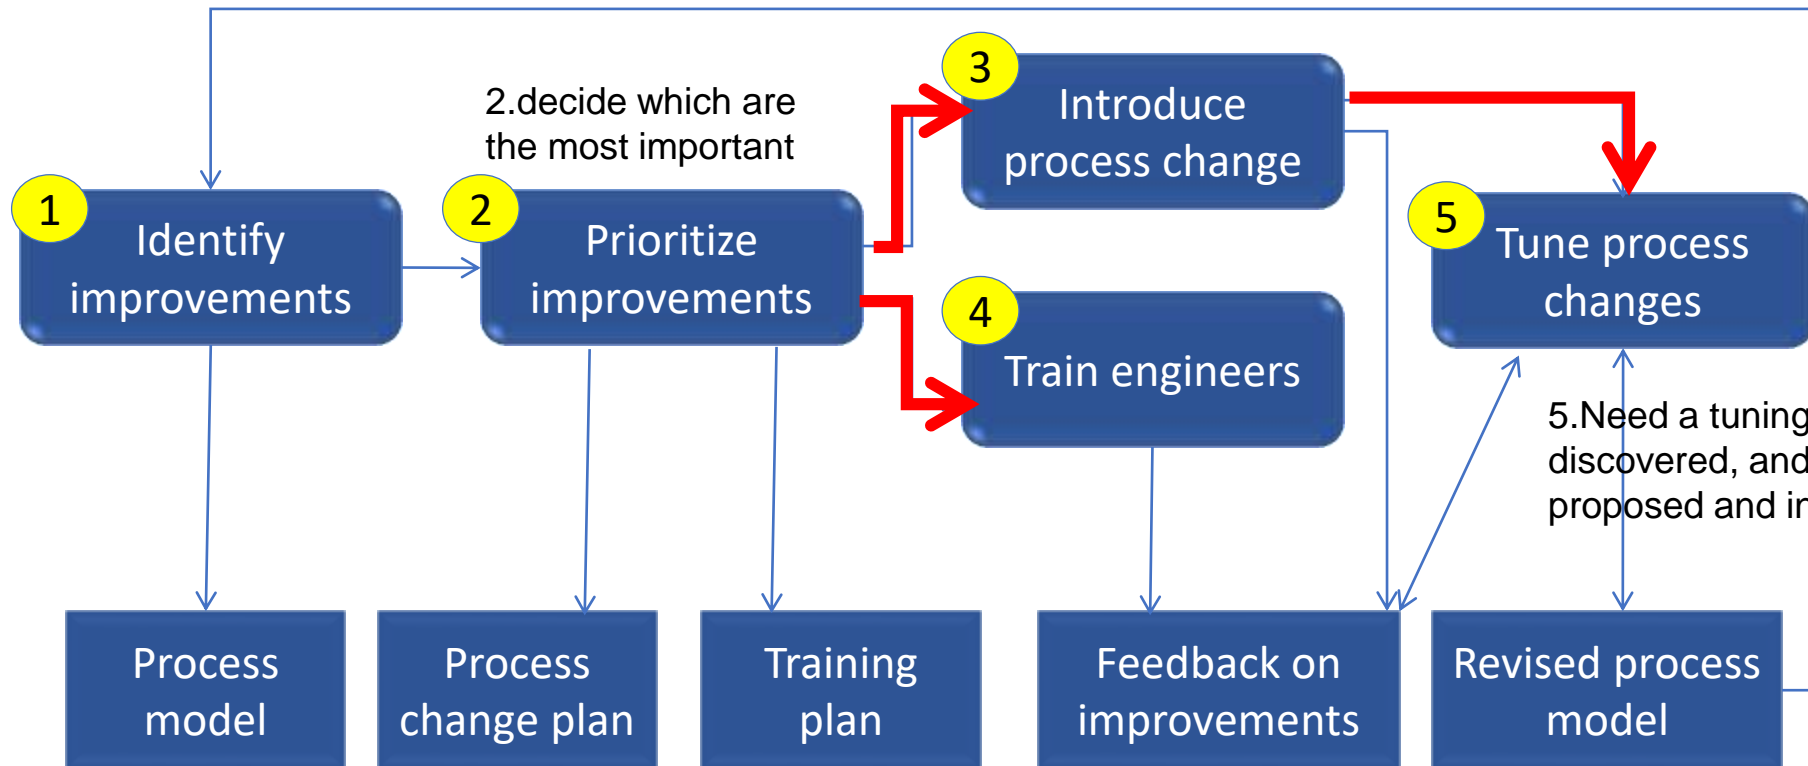 2.decide which are
the most important
1
Identify
improvements
2
Prioritize
improvements
3
Introduce
process change
4
Train engineers
5
Tune process
changes
5.Need a tuning
discovered, and
proposed and in
Process
model
Process
change plan
Training
plan
Feedback on
improvements
Revised process
model